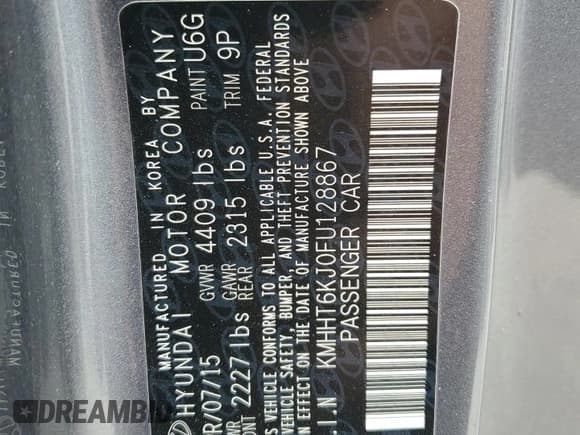 MANUFACTURED IN KOREA BY
HYUNDAI MOTOR COMPANY
R/07/15 GVWR 4409 lbs PAINT U6G
2227 lbs GAWR REAR 2315 lbs TRIM 9P
VEHICLE CONFORMS TO ALL APPLICABLE U.S.A. FEDERAL
VEHICLE SAFETY, BUMPER, AND THEFT PREVENTION STANDARDS
IN EFFECT ON THE DATE OF MANUFACTURE SHOWN ABOVE
.I.N KMHHT6KJ0FU128867
PASSENGER CAR
DREAMBID